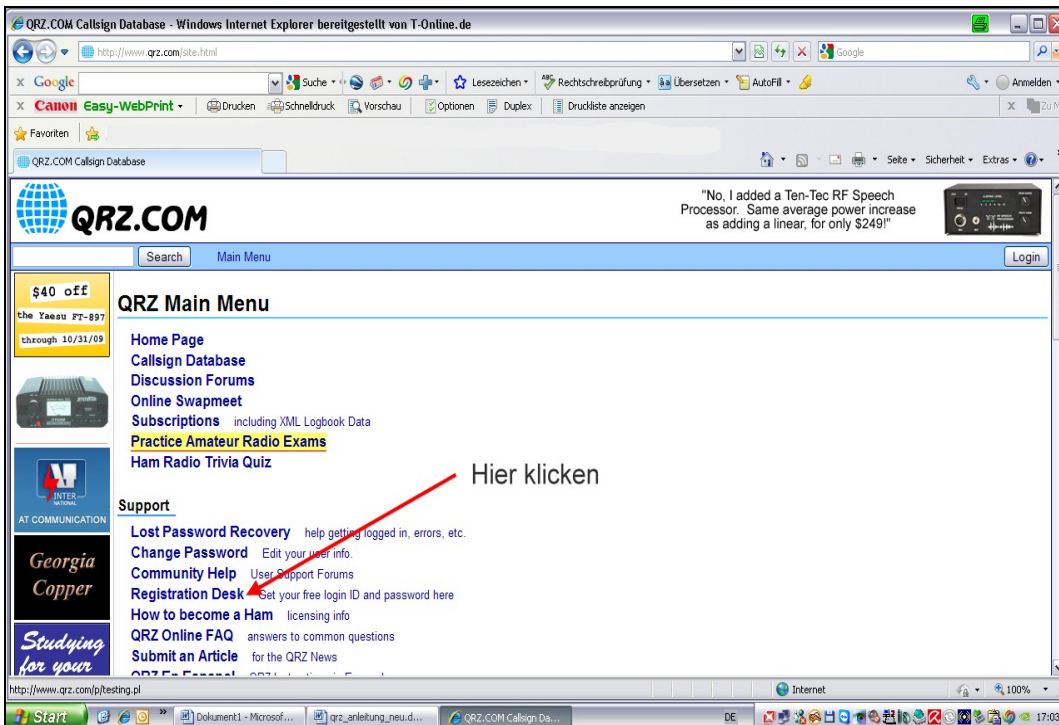 QRZ.COM Callsign Database - Windows Internet Explorer bereitgestellt von T-Online.de
http://www.qrz.com/site.html
Google
x Google Suche Lesezeichen Rechtschreibprüfung Übersetzen AutoFill Anmelden
x Canon Easy-WebPrint Drucken Schnelldruck Vorschau Optionen Duplex Druckliste anzeigen x
Favoriten
QRZ.COM Callsign Database Seite Sicherheit Extras
QRZ.COM
"No, I added a Ten-Tec RF Speech
Processor. Same average power increase
as adding a linear, for only $249!"
Search Main Menu Login
$40 off
the Yaesu FT-897
through 10/31/09
INTER
NATIONAL
AT COMMUNICATION
Georgia
Copper
Studying
for your
QRZ Main Menu
Home Page
Callsign Database
Discussion Forums
Online Swapmeet
Subscriptions including XML Logbook Data
Practice Amateur Radio Exams
Ham Radio Trivia Quiz
Hier klicken
Support
Lost Password Recovery help getting logged in, errors, etc.
Change Password Edit your user info.
Community Help User Support Forums
Registration Desk Get your free login ID and password here
How to become a Ham licensing info
QRZ Online FAQ answers to common questions
Submit an Article for the QRZ News
http://www.qrz.com/p/testing.pl Internet 100%
Start Dokument1 - Microsof... qrz_anleitung_neu.d... QRZ.COM Callsign Da... DE 17:03